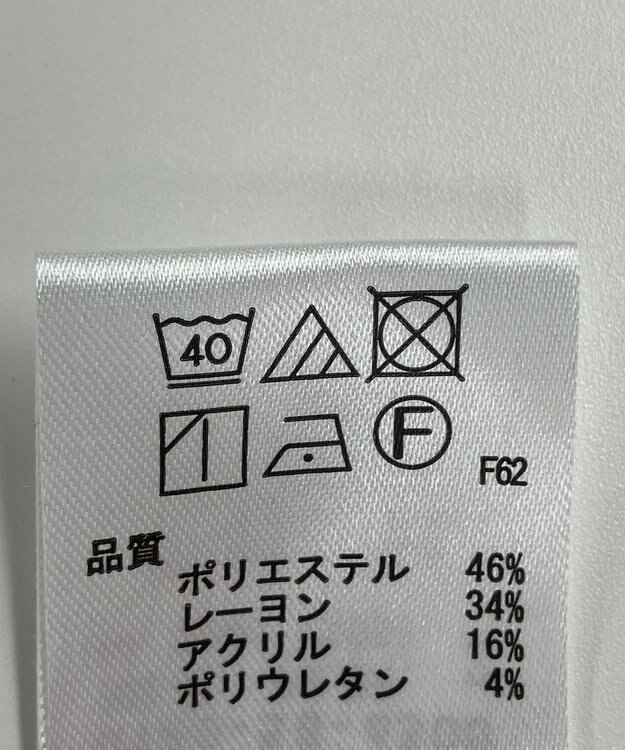 40
F
F62
品質
ポリエステル 46%
レーヨン 34%
アクリル 16%
ポリウレタン 4%